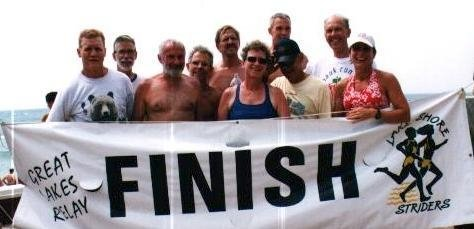 GREAT
LAKES
RELAY
FINISH
LAKE SHORE
STRIDERS